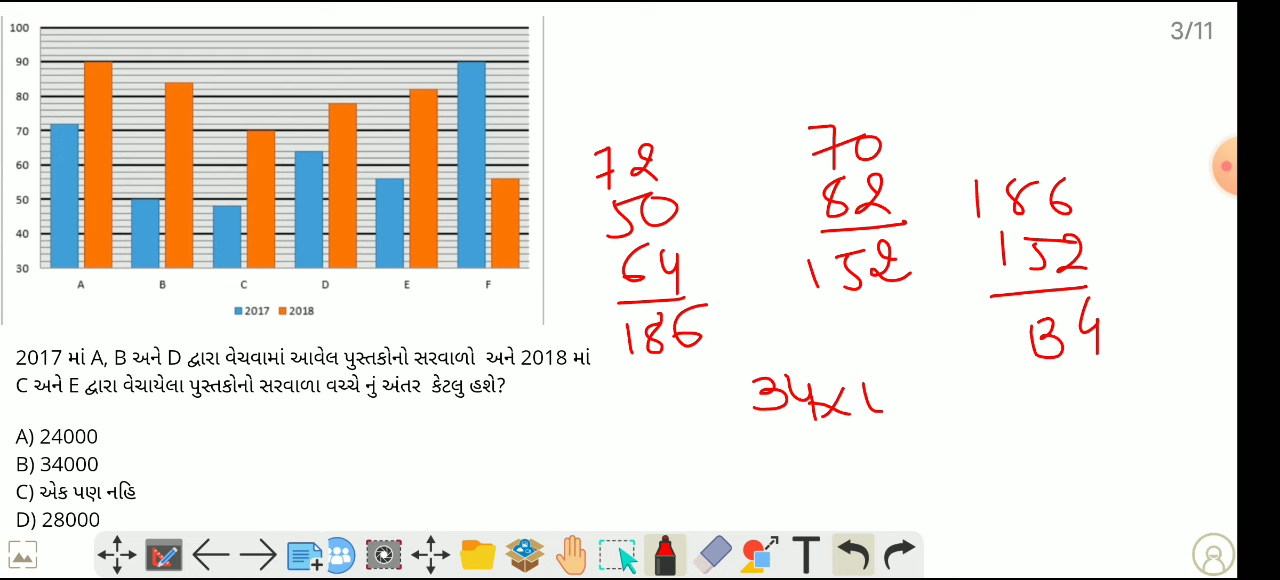 3/11
100
90
80
70
60
50
40
30
A B C D E F
2017 2018
2017 માં A, B અને D દ્વારા વેચવામાં આવેલ પુસ્તકોનો સરવાળો અને 2018 માં
C અને E દ્વારા વેચાયેલા પુસ્તકોનો સરવાળા વચ્ચે નું અંતર કેટલુ હશે?
A) 24000
B) 34000
C) એક પણ નહિ
D) 28000
72
50
64
186
70
82
152
186
152
34
34×1
T